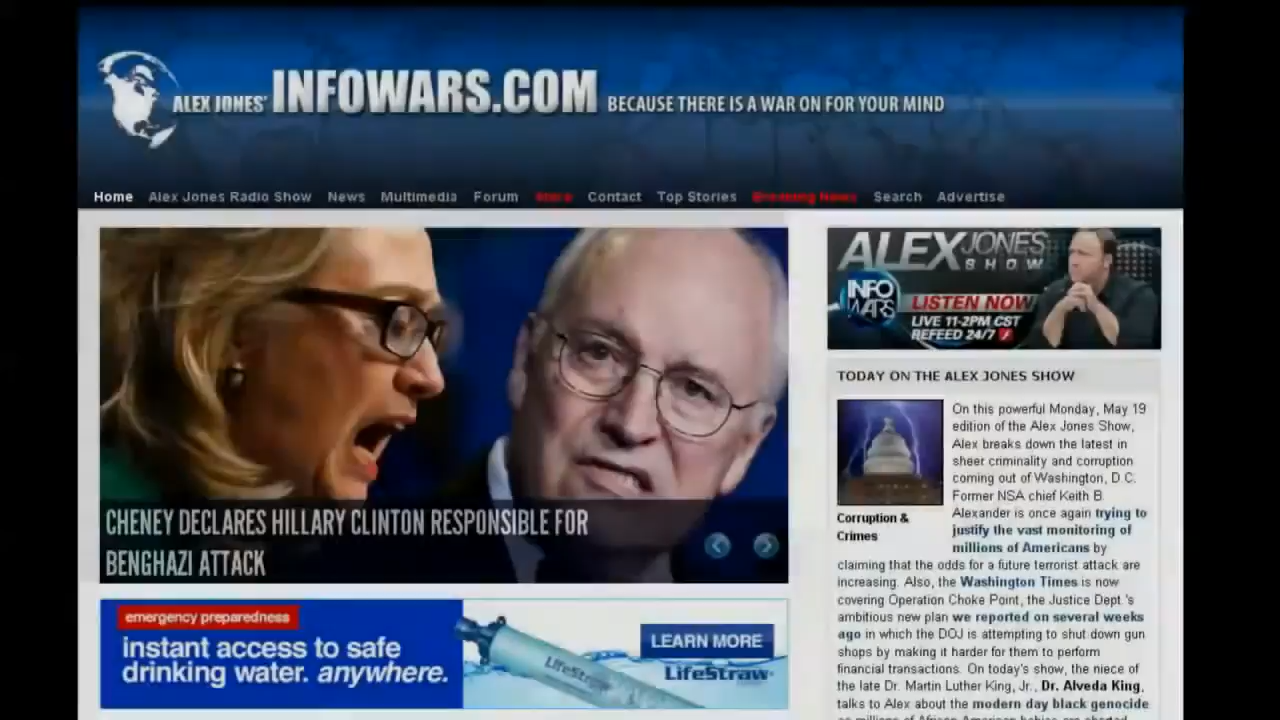 ALEX JONES' INFOWARS.COM BECAUSE THERE IS A WAR ON FOR YOUR MIND
Home Alex Jones Radio Show News Multimedia Forum Store Contact Top Stories Breaking News Search Advertise
CHENEY DECLARES HILLARY CLINTON RESPONSIBLE FOR
BENGHAZI ATTACK
emergency preparedness
instant access to safe
drinking water. anywhere.
LifeStraw
LEARN MORE
LifeStraw
ALEX JONES
SHOW
INFO
WARS
LISTEN NOW
LIVE 11-2PM CST
REFEED 24/7
TODAY ON THE ALEX JONES SHOW
Corruption &
Crimes
On this powerful Monday, May 19
edition of the Alex Jones Show,
Alex breaks down the latest in
sheer criminality and corruption
coming out of Washington, D.C.
Former NSA chief Keith B.
Alexander is once again trying to
justify the vast monitoring of
millions of Americans by
claiming that the odds for a future terrorist attack are
increasing. Also, the Washington Times is now
covering Operation Choke Point, the Justice Dept.'s
ambitious new plan we reported on several weeks
ago in which the DOJ is attempting to shut down gun
shops by making it harder for them to perform
financial transactions. On today's show, the niece of
the late Dr. Martin Luther King, Jr., Dr. Alveda King,
talks to Alex about the modern day black genocide